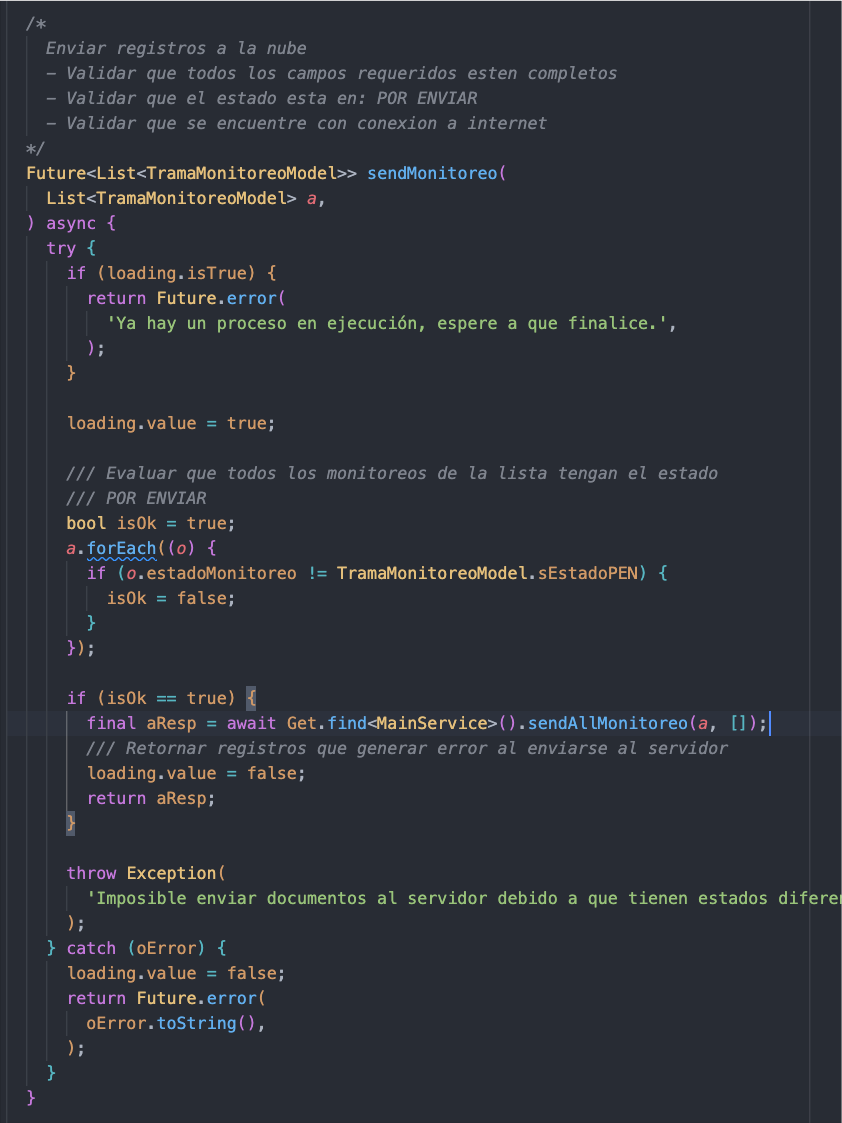 /*
  Enviar registros a la nube
  - Validar que todos los campos requeridos esten completos
  - Validar que el estado esta en: POR ENVIAR
  - Validar que se encuentre con conexion a internet
*/
Future<List<TramaMonitoreoModel>> sendMonitoreo(
  List<TramaMonitoreoModel> a,
) async {
  try {
    if (loading.isTrue) {
      return Future.error(
        'Ya hay un proceso en ejecución, espere a que finalice.',
      );
    }

    loading.value = true;

    /// Evaluar que todos los monitoreos de la lista tengan el estado
    /// POR ENVIAR
    bool isOk = true;
    a.forEach((o) {
      if (o.estadoMonitoreo != TramaMonitoreoModel.sEstadoPEN) {
        isOk = false;
      }
    });

    if (isOk == true) {
      final aResp = await Get.find<MainService>().sendAllMonitoreo(a, []);
      /// Retornar registros que generar error al enviarse al servidor
      loading.value = false;
      return aResp;
    }

    throw Exception(
      'Imposible enviar documentos al servidor debido a que tienen estados
    );
  } catch (oError) {
    loading.value = false;
    return Future.error(
      oError.toString(),
    );
  }
}